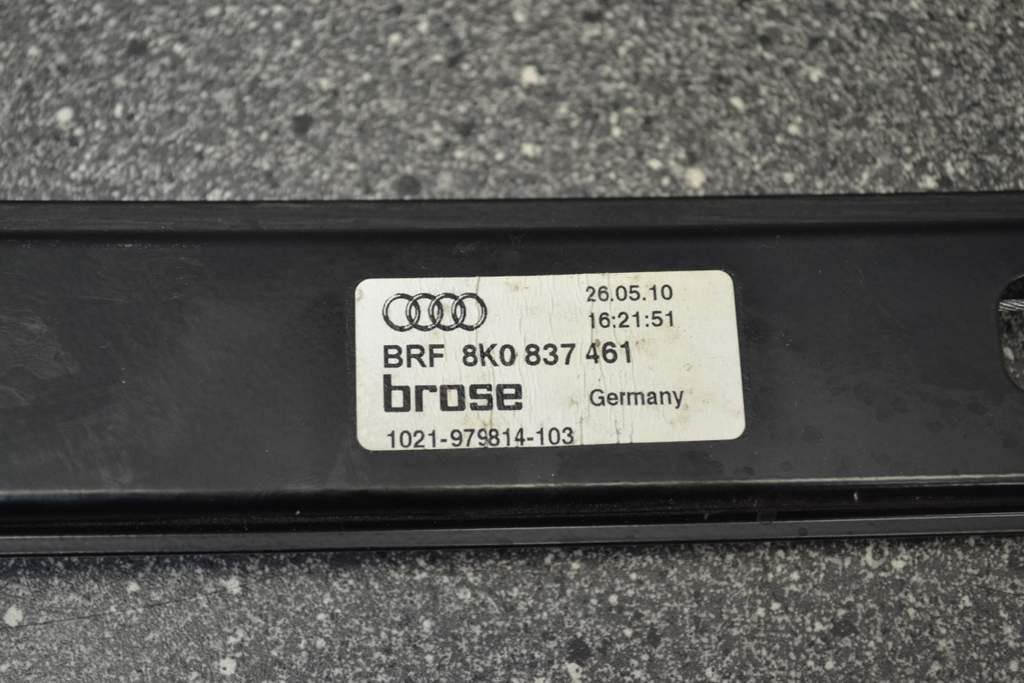 26.05.10
16:21:51
BRF 8K0 837 461
brose Germany
1021-979814-103